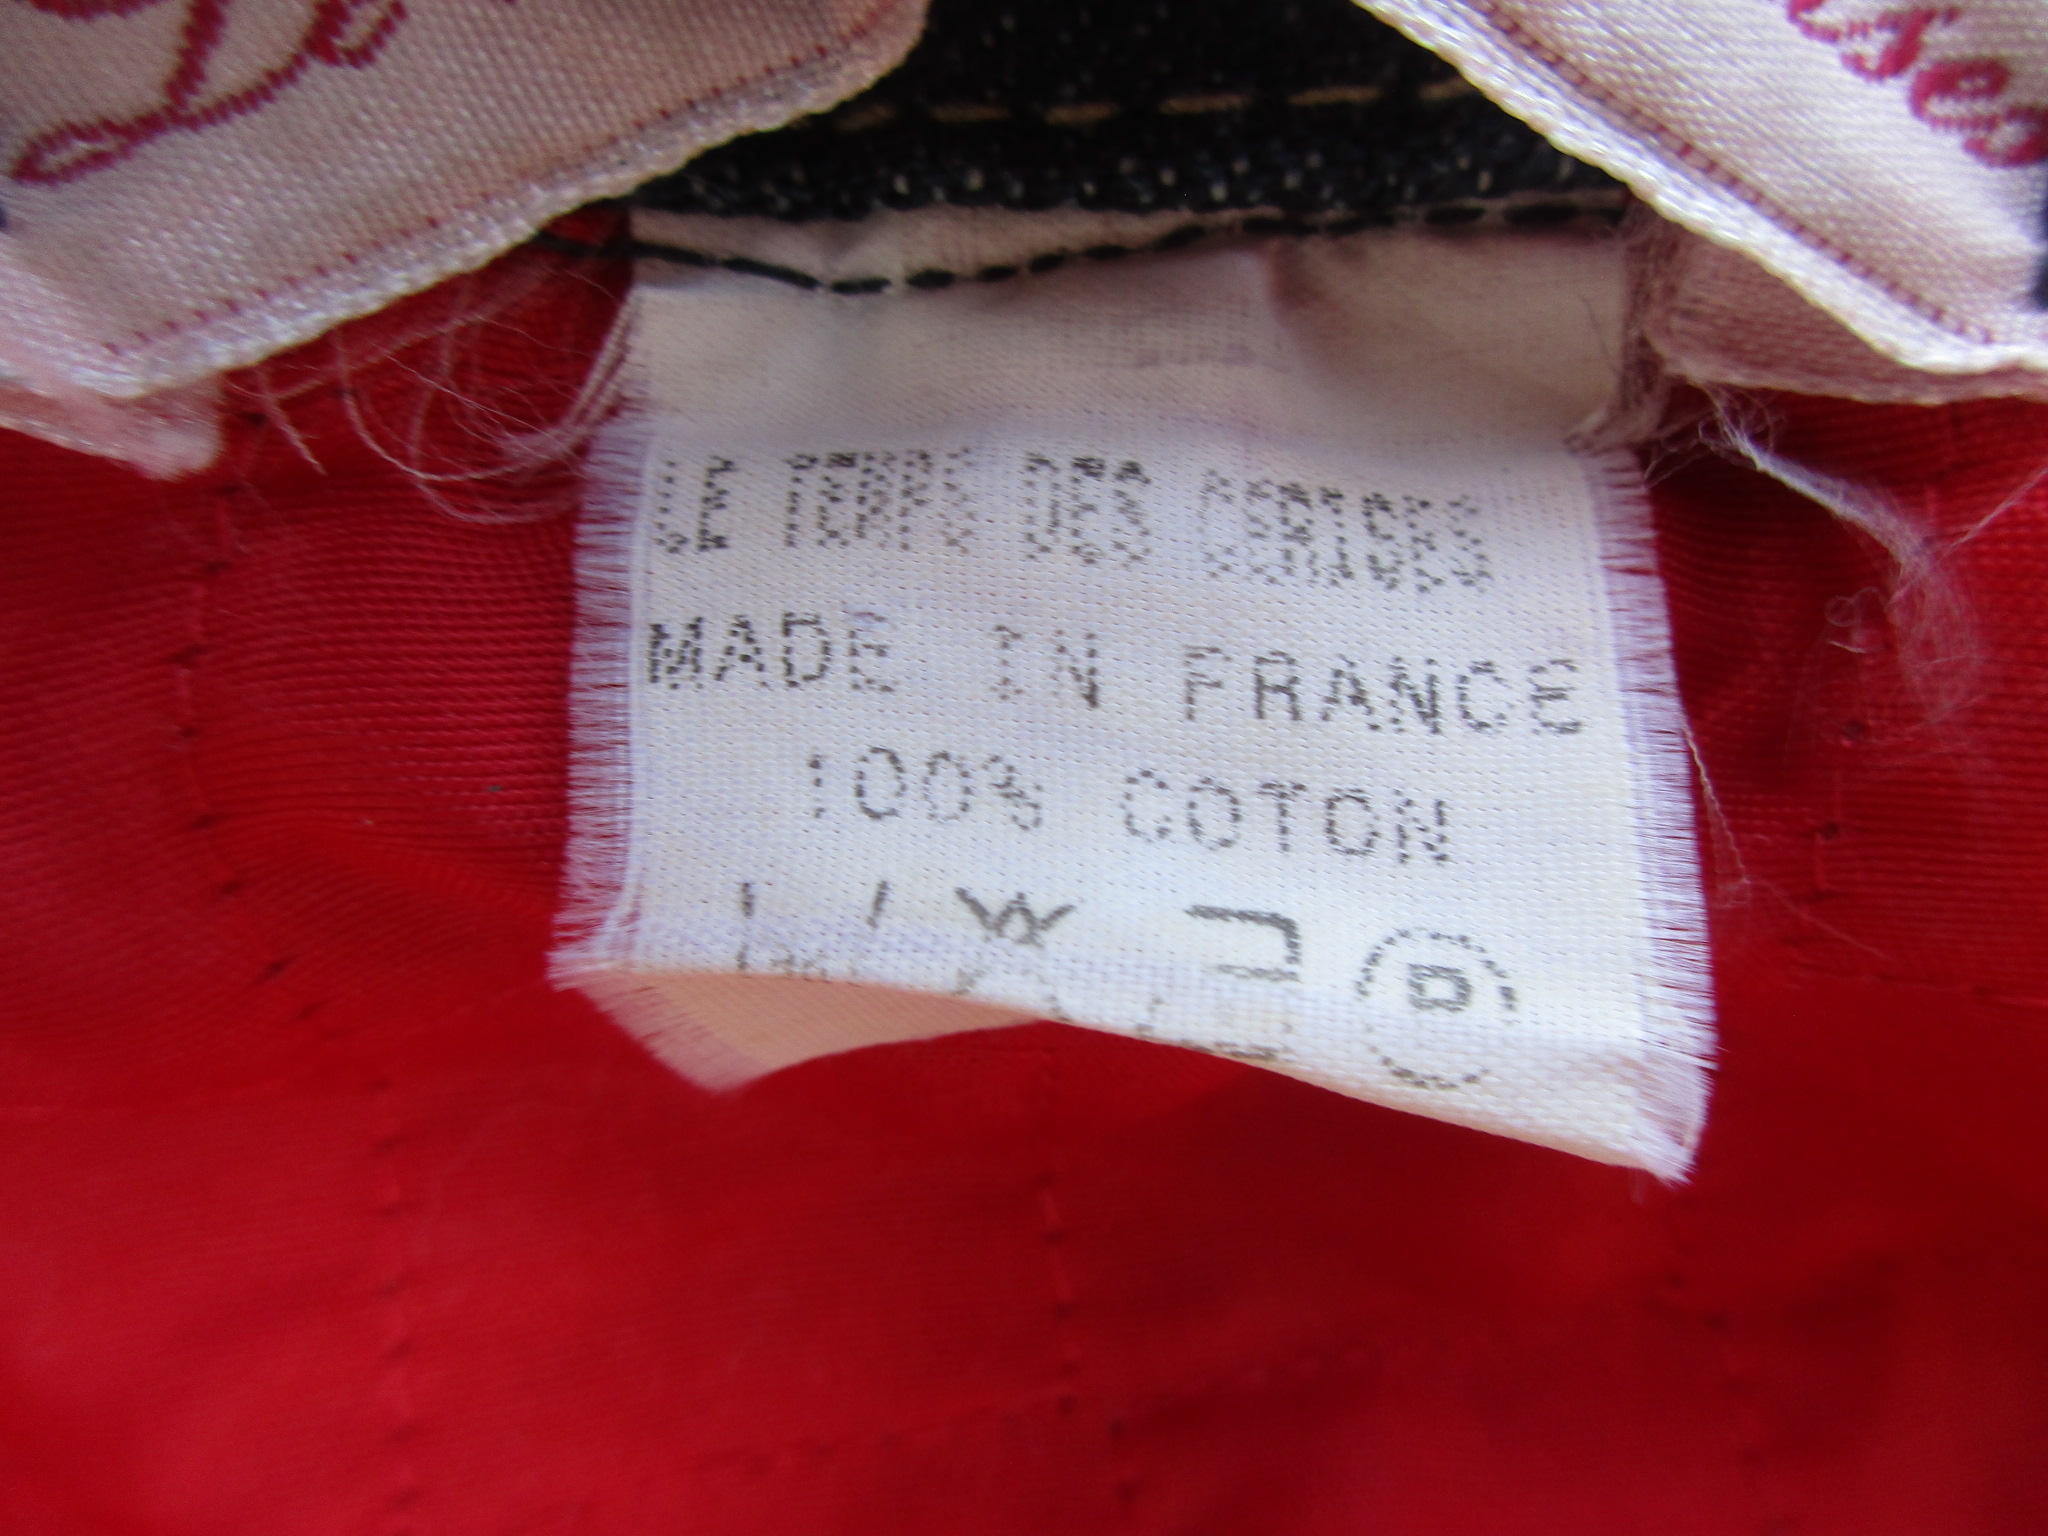 LE TEMPS DES CERISES
MADE IN FRANCE
100% COTON
P